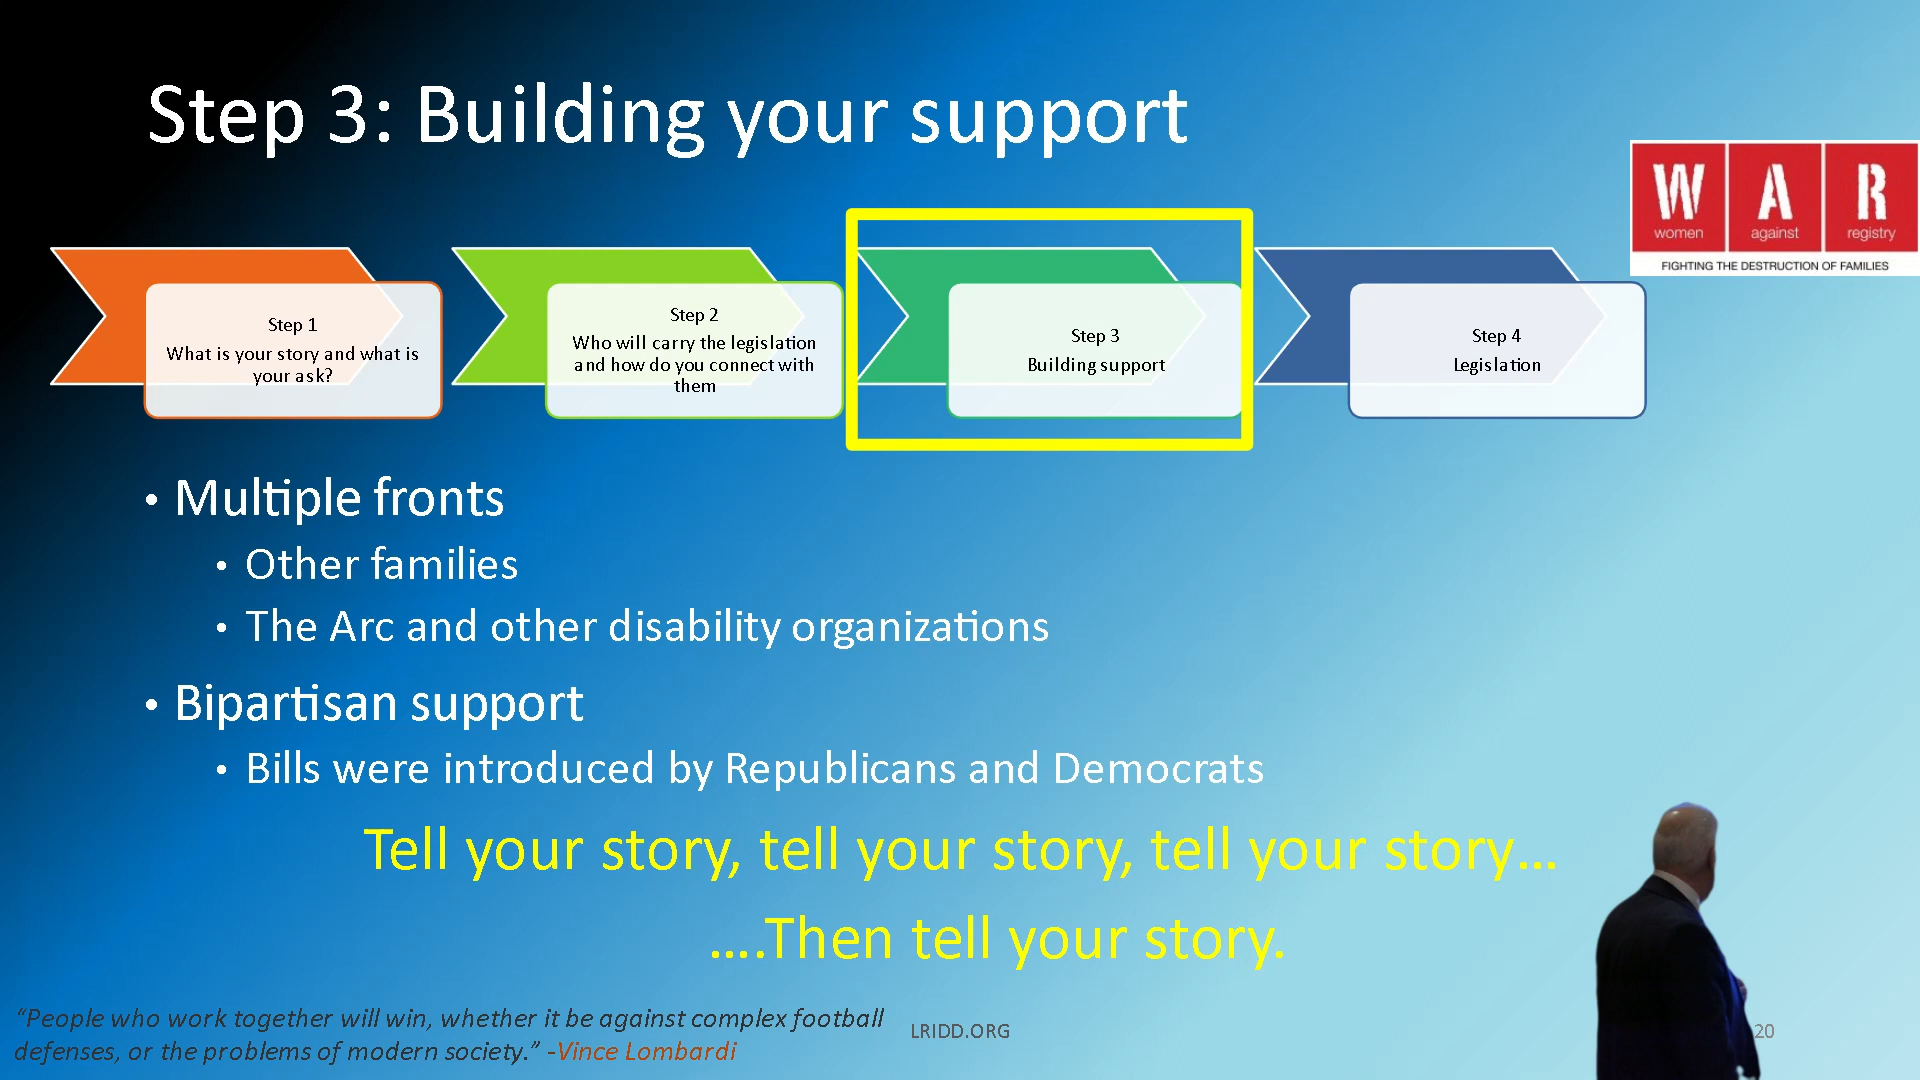 Step 3: Building your support
W A R
women against registry
FIGHTING THE DESTRUCTION OF FAMILIES
Step 1
What is your story and what is
your ask?
Step 2
Who will carry the legislation
and how do you connect with
them
Step 3
Building support
Step 4
Legislation
• Multiple fronts
• Other families
• The Arc and other disability organizations
• Bipartisan support
• Bills were introduced by Republicans and Democrats
Tell your story, tell your story, tell your story…
….Then tell your story.
“People who work together will win, whether it be against complex football
defenses, or the problems of modern society.” -Vince Lombardi
LRIDD.ORG
20